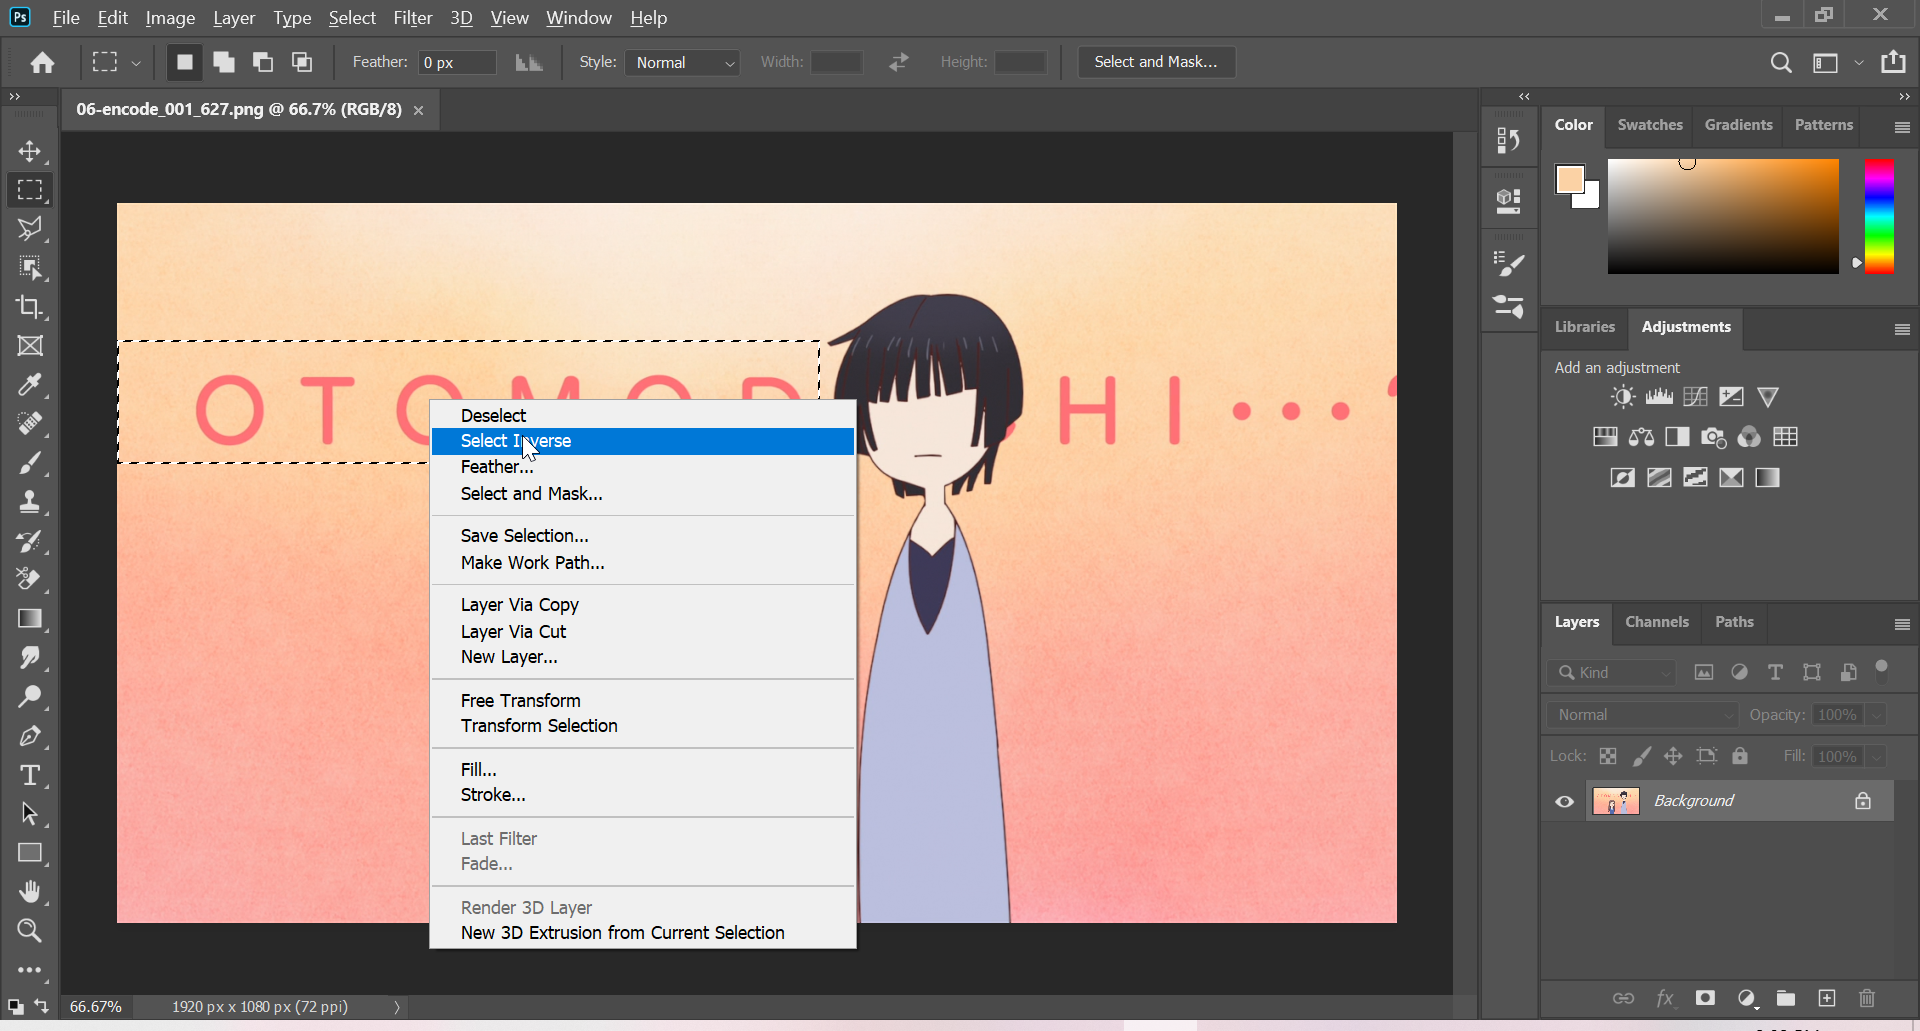 Ps File Edit Image Layer Type Select Filter 3D View Window Help
Feather: 0 px Style: Normal Width: Height: Select and Mask...
06-encode_001_627.png @ 66.7% (RGB/8)
Color Swatches Gradients Patterns
Libraries Adjustments
Add an adjustment
HI
Deselect
Select Inverse
Feather...
Select and Mask...
Save Selection...
Make Work Path...
Layer Via Copy
Layer Via Cut
New Layer...
Free Transform
Transform Selection
Fill...
Stroke...
Last Filter
Fade...
Render 3D Layer
New 3D Extrusion from Current Selection
Layers Channels Paths
Kind
Normal Opacity: 100%
Lock: Fill: 100%
Background
fx
66.67% 1920 px x 1080 px (72 ppi)